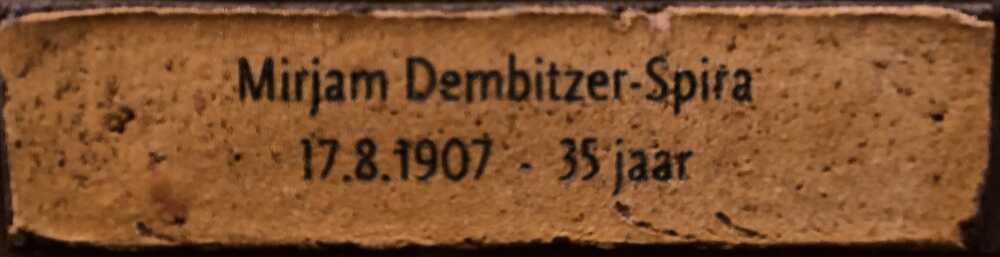 Mirjam Dembitzer-Spira
17.8.1907 - 35 jaar